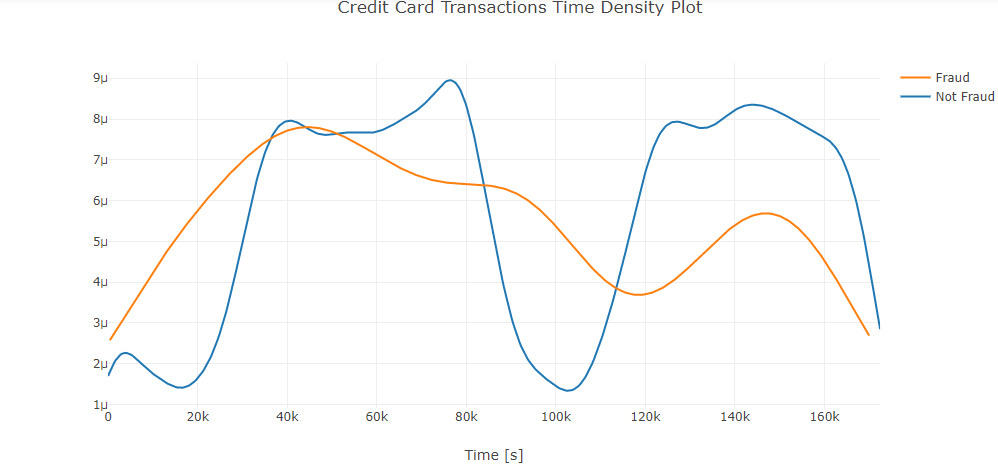 Credit Card Transactions Time Density Plot
9μ
8μ
7μ
6μ
5μ
4μ
3μ
2μ
1μ
0 20k 40k 60k 80k 100k 120k 140k 160k
Time [s]
Fraud
Not Fraud